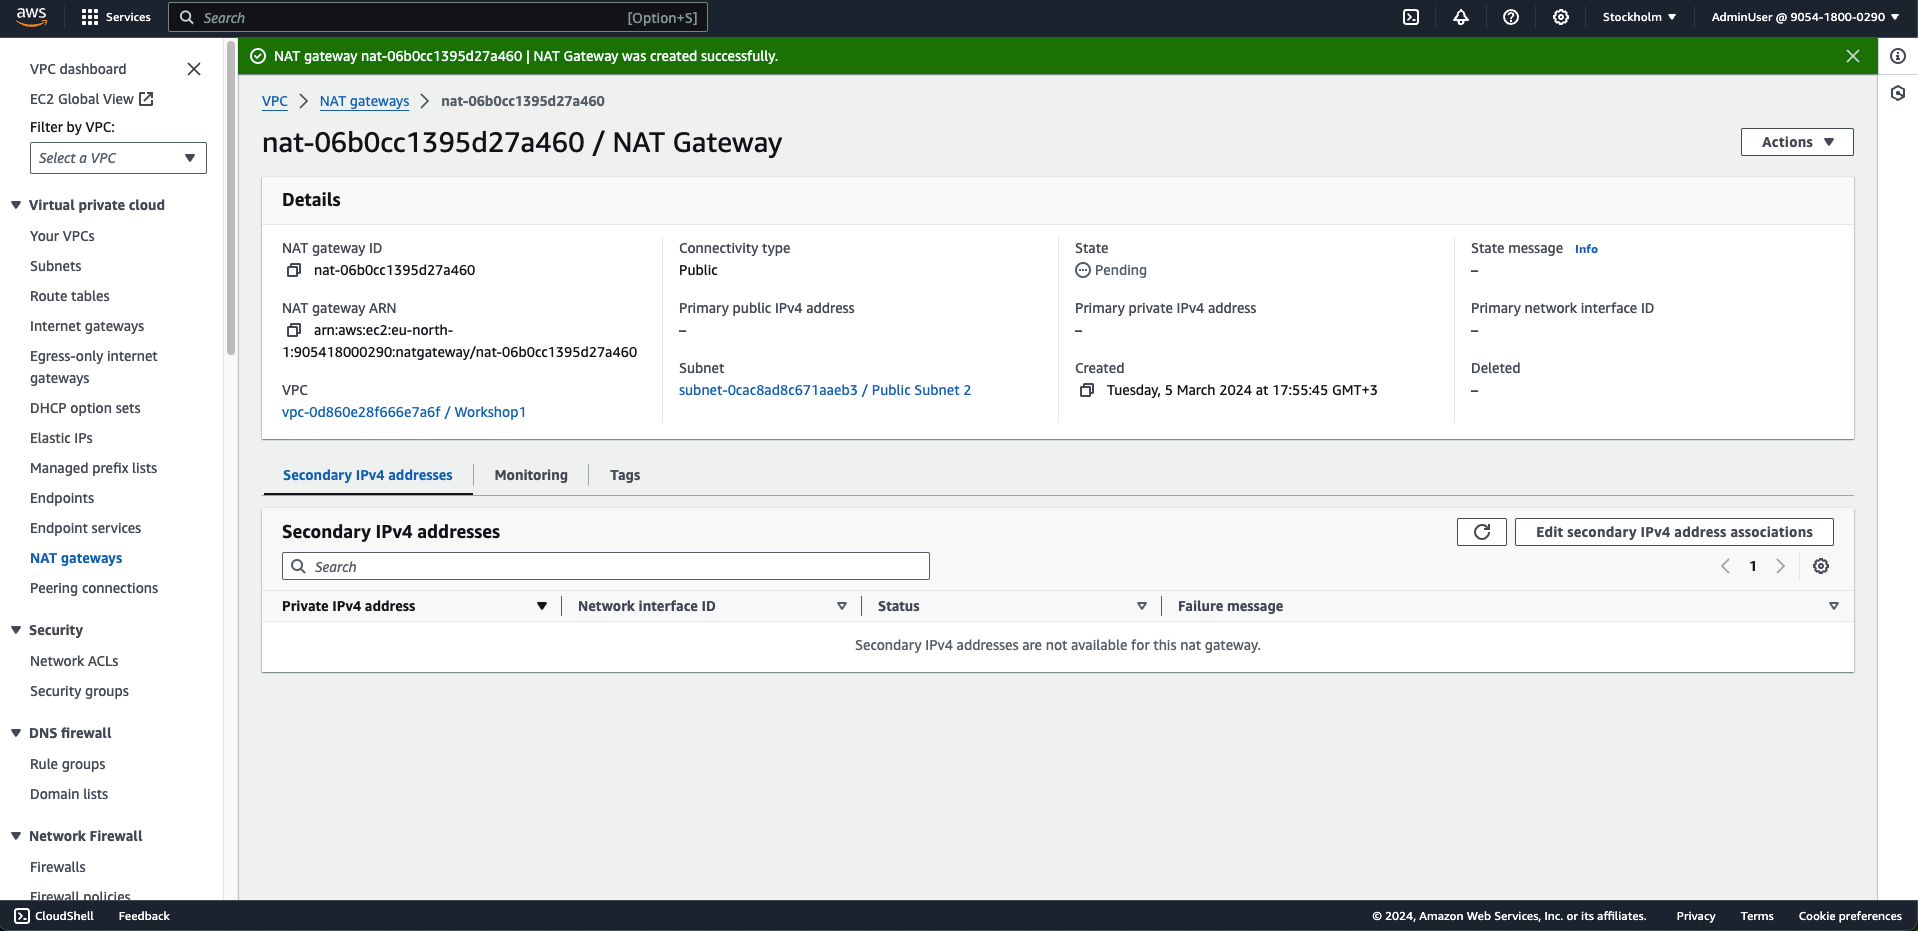 aws
Services
Search
[Option+S]
Stockholm ▼
AdminUser @ 9054-1800-0290 ▼
VPC dashboard
EC2 Global View
Filter by VPC:
Select a VPC
Virtual private cloud
Your VPCs
Subnets
Route tables
Internet gateways
Egress-only internet
gateways
DHCP option sets
Elastic IPs
Managed prefix lists
Endpoints
Endpoint services
NAT gateways
Peering connections
Security
Network ACLs
Security groups
DNS firewall
Rule groups
Domain lists
Network Firewall
Firewalls
Firewall policies
NAT gateway nat-06b0cc1395d27a460 | NAT Gateway was created successfully.
VPC > NAT gateways > nat-06b0cc1395d27a460
nat-06b0cc1395d27a460 / NAT Gateway
Actions ▼
Details
NAT gateway ID
nat-06b0cc1395d27a460
NAT gateway ARN
arn:aws:ec2:eu-north-
1:905418000290:natgateway/nat-06b0cc1395d27a460
VPC
vpc-0d860e28f666e7a6f / Workshop1
Connectivity type
Public
Primary public IPv4 address
–
Subnet
subnet-0cac8ad8c671aaeb3 / Public Subnet 2
State
Pending
Primary private IPv4 address
–
Created
Tuesday, 5 March 2024 at 17:55:45 GMT+3
State message Info
–
Primary network interface ID
–
Deleted
–
Secondary IPv4 addresses
Monitoring
Tags
Secondary IPv4 addresses
Edit secondary IPv4 address associations
Search
1
Private IPv4 address
Network interface ID
Status
Failure message
Secondary IPv4 addresses are not available for this nat gateway.
CloudShell
Feedback
© 2024, Amazon Web Services, Inc. or its affiliates.
Privacy
Terms
Cookie preferences